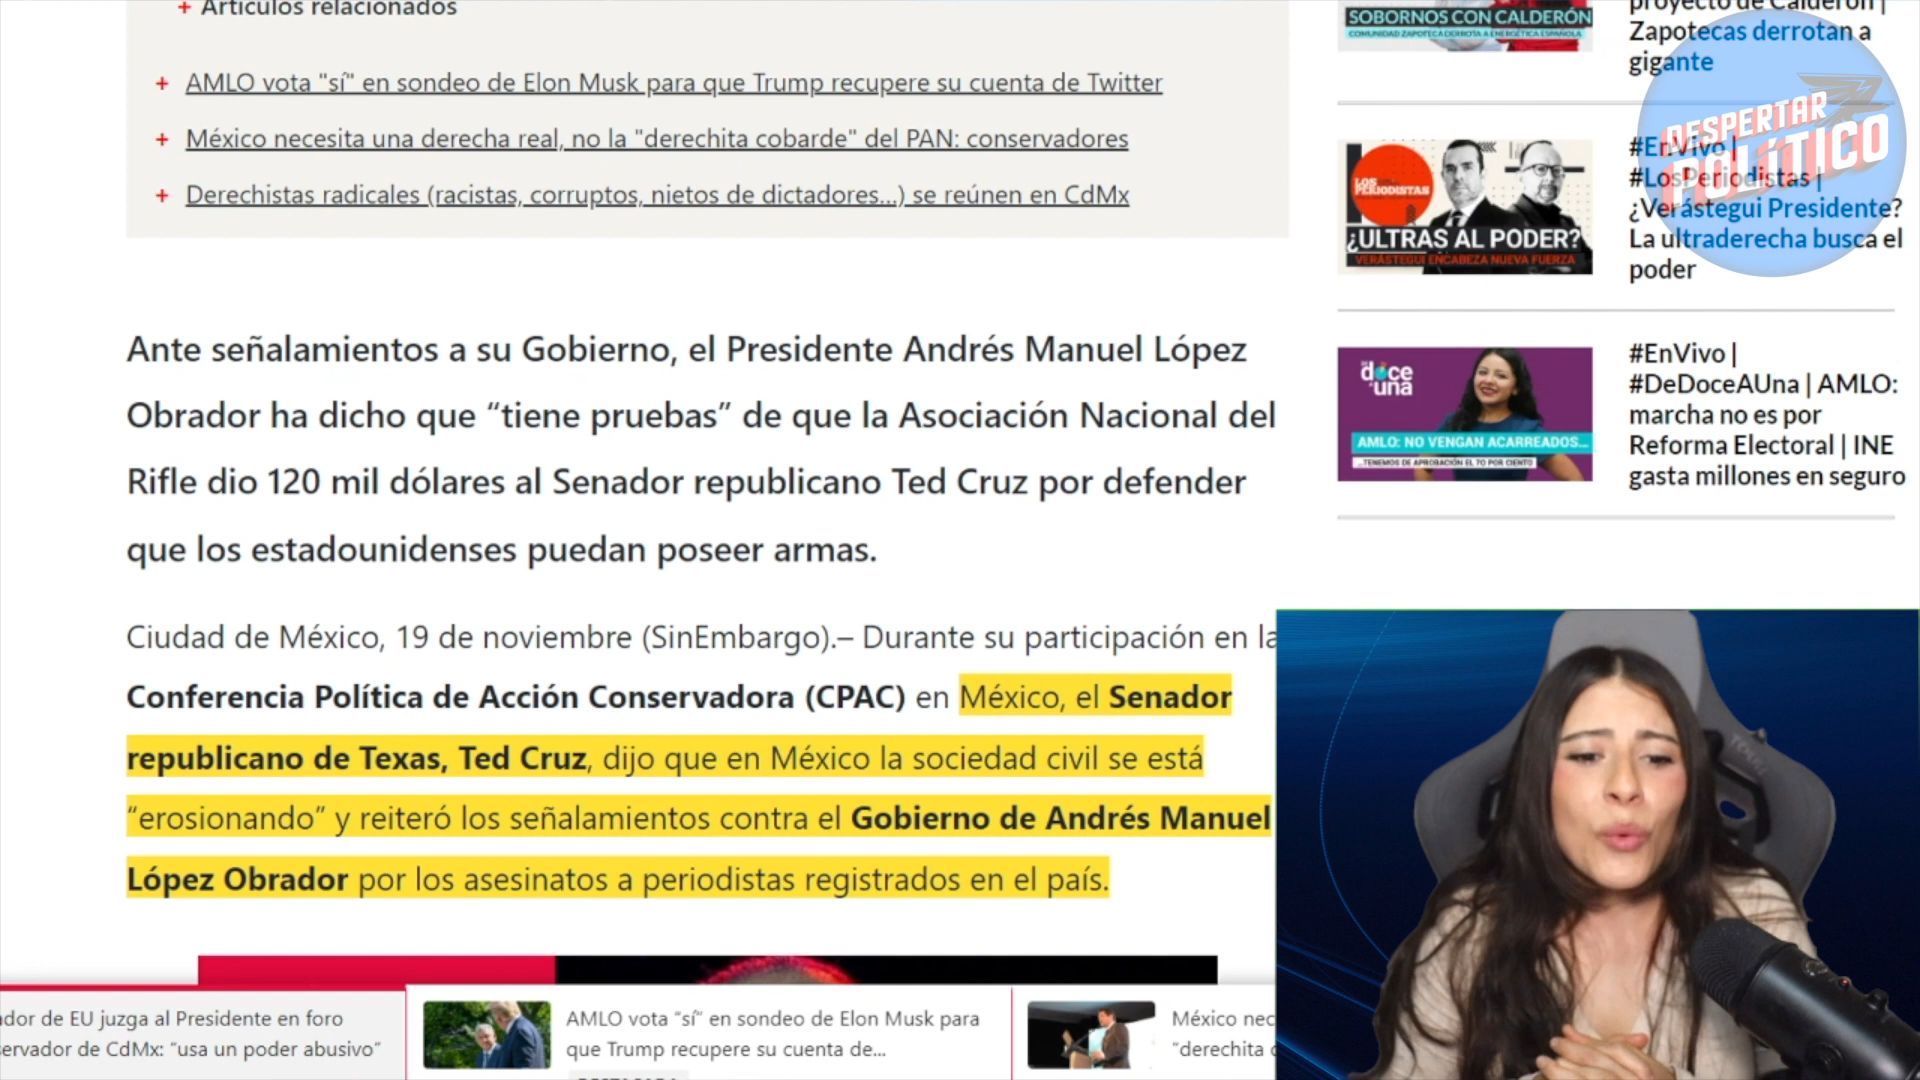 + Artículos relacionados
+ AMLO vota "sí" en sondeo de Elon Musk para que Trump recupere su cuenta de Twitter
+ México necesita una derecha real, no la "derechita cobarde" del PAN: conservadores
+ Derechistas radicales (racistas, corruptos, nietos de dictadores...) se reúnen en CdMx
Ante señalamientos a su Gobierno, el Presidente Andrés Manuel López
Obrador ha dicho que “tiene pruebas” de que la Asociación Nacional del
Rifle dio 120 mil dólares al Senador republicano Ted Cruz por defender
que los estadounidenses puedan poseer armas.
Ciudad de México, 19 de noviembre (SinEmbargo).– Durante su participación en la
Conferencia Política de Acción Conservadora (CPAC) en México, el Senador
republicano de Texas, Ted Cruz, dijo que en México la sociedad civil se está
“erosionando” y reiteró los señalamientos contra el Gobierno de Andrés Manuel
López Obrador por los asesinatos a periodistas registrados en el país.
SOBORNOS CON CALDERÓN
COMUNIDAD ZAPOTECA DERROTA A ENERGÉTICA ESPAÑOLA
proyecto de Calderón |
Zapotecas derrotan a
gigante
DESPERTAR
POLÍTICO
LOS
PERIODISTAS
¿ULTRAS AL PODER?
VERÁSTEGUI ENCABEZA NUEVA FUERZA
#EnVivo |
#LosPeriodistas |
¿Verástegui Presidente?
La ultraderecha busca el
poder
doce
una
AMLO: NO VENGAN ACARREADOS...
...TENEMOS DE APROBACIÓN EL 70 POR CIENTO
#EnVivo |
#DeDoceAUna | AMLO:
marcha no es por
Reforma Electoral | INE
gasta millones en seguro
dor de EU juzga al Presidente en foro
ervador de CdMx: “usa un poder abusivo”
AMLO vota “sí” en sondeo de Elon Musk para
que Trump recupere su cuenta de...
México nec
“derechita